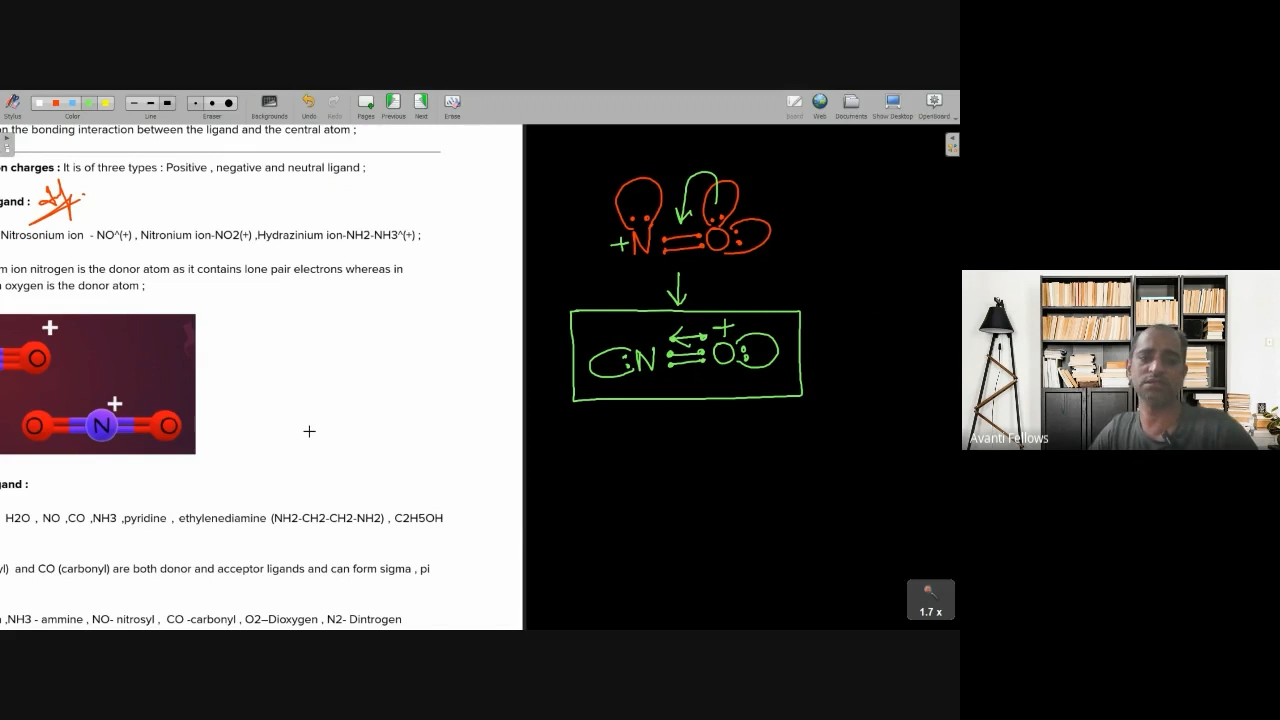 Stylus
Color
Line
Eraser
Backgrounds
Undo
Redo
Pages
Previous
Next
Erase
Board
Web
Documents
Show Desktop
OpenBoard
n the bonding interaction between the ligand and the central atom ;
n charges : It is of three types : Positive , negative and neutral ligand ;
gand :
Nitrosonium ion - NO^(+) , Nitronium ion-NO2(+) ,Hydrazinium ion-NH2-NH3^(+) ;
m ion nitrogen is the donor atom as it contains lone pair electrons whereas in
n oxygen is the donor atom ;
+
O
+
O N O
gand :
H2O , NO ,CO ,NH3 ,pyridine , ethylenediamine (NH2-CH2-CH2-NH2) , C2H5OH
yl) and CO (carbonyl) are both donor and acceptor ligands and can form sigma , pi
,NH3 - ammine , NO- nitrosyl , CO -carbonyl , O2–Dioxygen , N2- Dintrogen
+N=O:
+
:N≡O:
1.7 x
Avanti Fellows